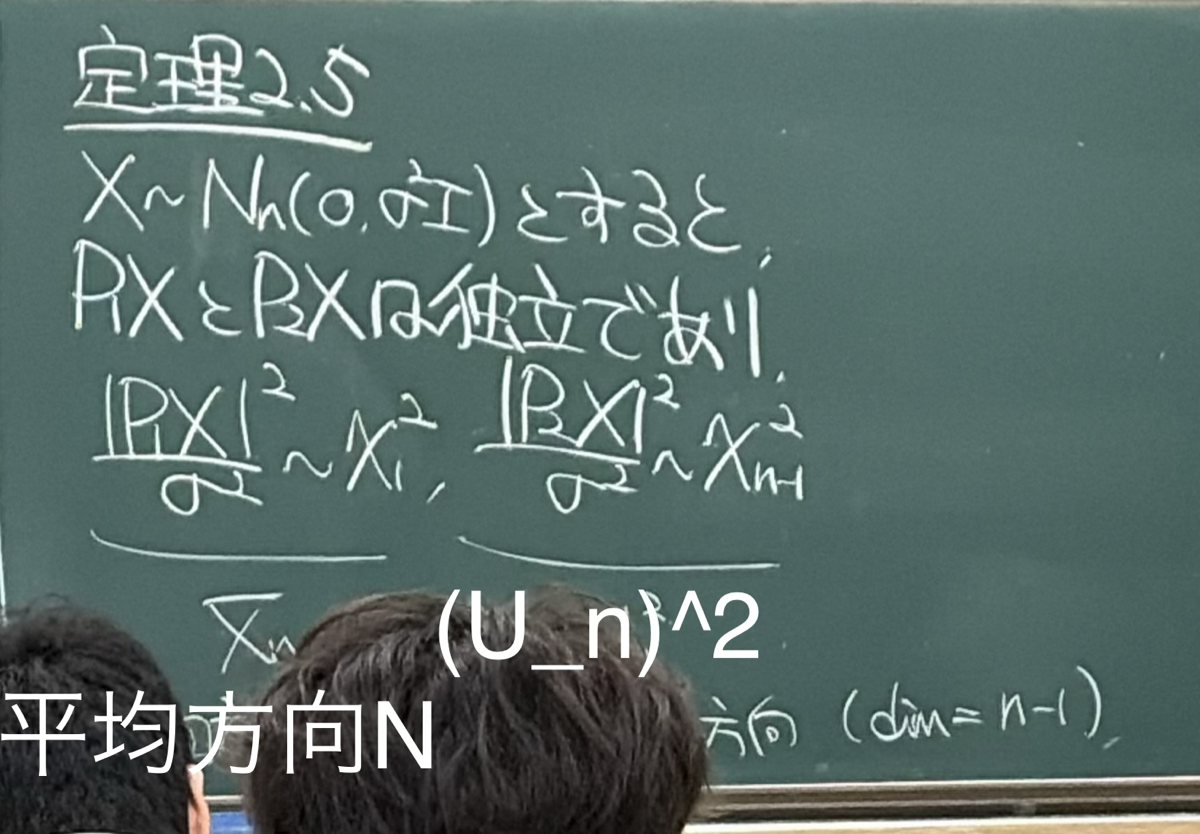 定理2.5
X~Nn(0,σ²I)とすると,
P₁XとP₂Xは独立であり,
|P₁X|²/σ² ~ χ₁², |P₂X|²/σ² ~ χ²n-1
X̄n (U_n)^2
平均方向N 方向 (dim=n-1),